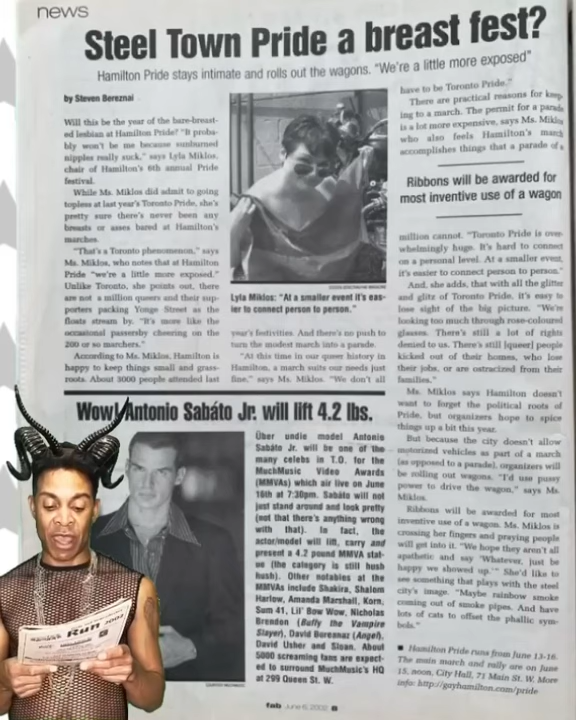 news
Steel Town Pride a breast fest?
Hamilton Pride stays intimate and rolls out the wagons. “We're a little more exposed”
by Steven Bereznai
Will this be the year of the bare-breast-
ed lesbian at Hamilton Pride? “It proba-
bly won't be because sunburned
nipples really suck,” says Lyla Miklos,
chair of Hamilton's 6th annual Pride
festival.
While Ms. Miklos did admit to going
topless at last year's Toronto Pride, she's
pretty sure there's never been any
breasts or asses bared at Hamilton's
marches.
“That's a Toronto phenomenon,” says
Ms. Miklos, who notes that at Hamilton
Pride “we're a little more exposed.”
Unlike Toronto, she points out, there
are not a million queers and their sup-
porters packing Yonge Street as the
floats stream by. “It's more like the
occasional passerby cheering on the
200 or so marchers.”
According to Ms. Miklos, Hamilton is
happy to keep things small and grass-
roots. About 3000 people attended last
Lyla Miklos: “At a smaller event it's eas-
ier to connect person to person.”
year's festivities. And there's no push to
turn the modest march into a parade.
“At this time in our queer history in
Hamilton, a march suits our needs just
fine,” says Ms. Miklos. “We don't all
have to be Toronto Pride.”
There are practical reasons for keep-
ing to a march. The permit for a parade
is a lot more expensive, says Ms. Miklos
who also feels Hamilton's march
accomplishes things that a parade of a
Ribbons will be awarded for
most inventive use of a wagon
million cannot. “Toronto Pride is over-
whelmingly huge. It's hard to connect
on a personal level. At a smaller event,
it's easier to connect person to person.”
And, she adds, that with all the glitter
and glitz of Toronto Pride, it's easy to
lose sight of the big picture. “We're
looking too much through rose-coloured
glasses. There's still a lot of rights
denied to us. There's still [queer] people
kicked out of their homes, who lose
their jobs, or are ostracized from their
families.”
Ms. Miklos says Hamilton doesn't
want to forget the political roots of
Pride, but organizers hope to spice
things up a bit this year.
But because the city doesn't allow
motorized vehicles as part of a march
(as opposed to a parade), organizers will
be rolling out wagons. “I'd use pussy
power to drive the wagon,” says Ms.
Miklos.
Ribbons will be awarded for most
inventive use of a wagon. Ms. Miklos is
crossing her fingers and praying people
will get into it. “We hope they aren't all
apathetic and say ‘Whatever, just be
happy we showed up.’” She'd like to
see something that plays with the steel
city's image. “Maybe rainbow smoke
coming out of smoke pipes. And have
lots of cats to offset the phallic sym-
bols.”
■ Hamilton Pride runs from June 13-16.
The main march and rally are on June
15, noon, City Hall, 71 Main St. W. More
info: http://gayhamilton.com/pride
Wow! Antonio Sabáto Jr. will lift 4.2 lbs.
Über undie model Antonio
Sabáto Jr. will be one of the
many celebs in T.O. for the
MuchMusic Video Awards
(MMVAs) which air live on June
16th at 7:30pm. Sabáto will not
just stand around and look pretty
(not that there's anything wrong
with that). In fact, the
actor/model will lift, carry and
present a 4.2 pound MMVA stat-
ue (the category is still hush
hush). Other notables at the
MMVAs include Shakira, Shalom
Harlow, Amanda Marshall, Korn,
Sum 41, Lil' Bow Wow, Nicholas
Brendon (Buffy the Vampire
Slayer), David Boreanaz (Angel),
David Usher and Sloan. About
5000 screaming fans are expect-
ed to surround MuchMusic's HQ
at 299 Queen St. W.
Run
2002
fab June 6, 2002